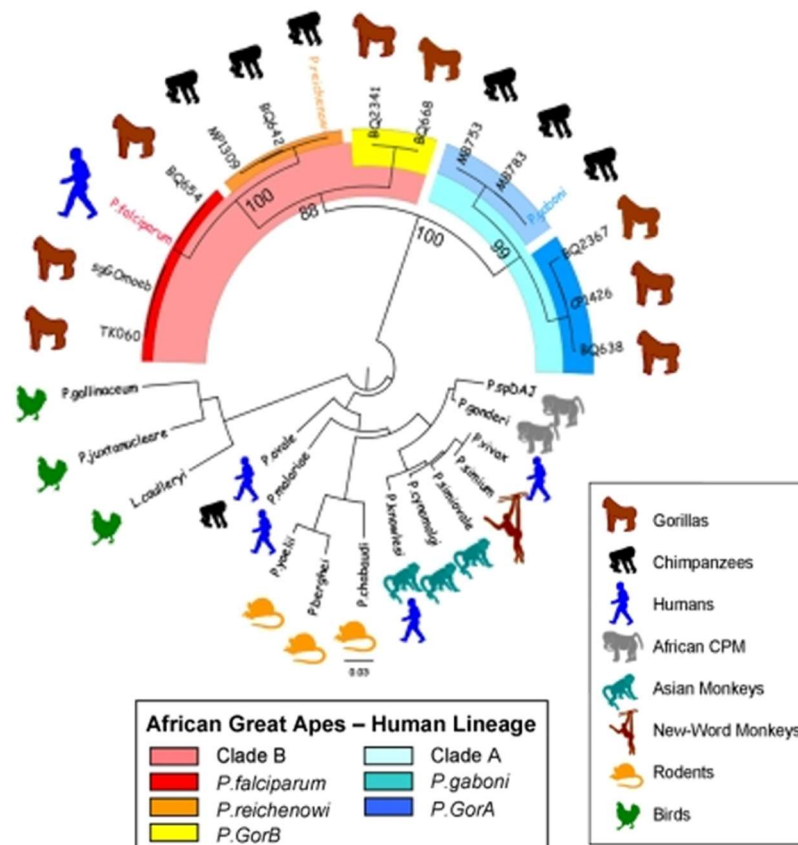 P.reichenowi
BQ642
MP1309
BQ654
P.falciparum
sgGOmoeb
TK060
BQ2341
BQ668
MB753
MB783
P.gaboni
BQ2367
CP1426
BQ638
100
88
100
99
P.gallinaceum
P.juxtanucleare
L.caulleryi
P.ovale
P.malariae
P.yoelii
P.berghei
P.chabaudi
P.knowlesi
P.cynomolgi
P.simiovale
P.simium
P.vivax
P.gonderi
P.spDAJ
0.03
Gorillas
Chimpanzees
Humans
African CPM
Asian Monkeys
New-Word Monkeys
Rodents
Birds
African Great Apes – Human Lineage
Clade B
P.falciparum
P.reichenowi
P.GorB
Clade A
P.gaboni
P.GorA